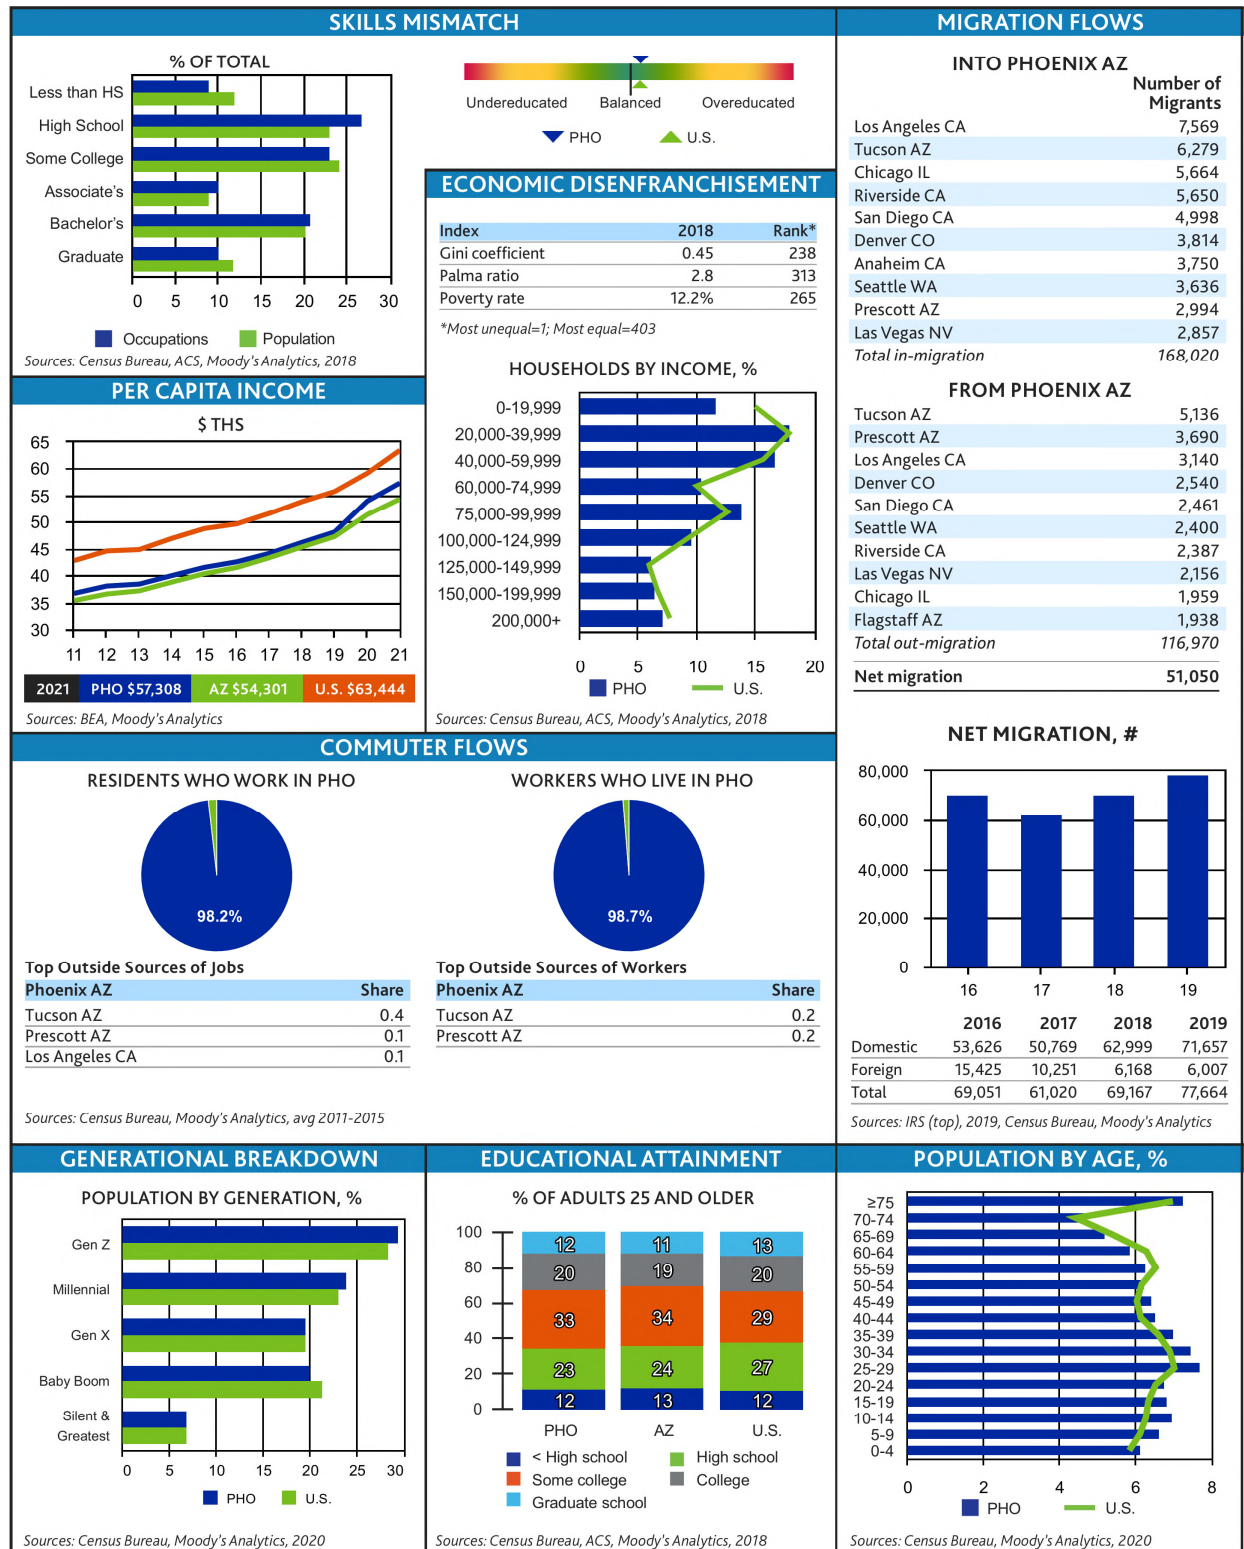 SKILLS MISMATCH
% OF TOTAL
Less than HS
High School
Some College
Associate's
Bachelor's
Graduate
0 5 10 15 20 25 30
Occupations Population
Sources: Census Bureau, ACS, Moody's Analytics, 2018
Undereducated Balanced Overeducated
PHO U.S.
ECONOMIC DISENFRANCHISEMENT
Index 2018 Rank*
Gini coefficient 0.45 238
Palma ratio 2.8 313
Poverty rate 12.2% 265
*Most unequal=1; Most equal=403
HOUSEHOLDS BY INCOME, %
0-19,999
20,000-39,999
40,000-59,999
60,000-74,999
75,000-99,999
100,000-124,999
125,000-149,999
150,000-199,999
200,000+
0 5 10 15 20
PHO U.S.
Sources: Census Bureau, ACS, Moody's Analytics, 2018
PER CAPITA INCOME
$ THS
65
60
55
50
45
40
35
30
11 12 13 14 15 16 17 18 19 20 21
2021 PHO $57,308 AZ $54,301 U.S. $63,444
Sources: BEA, Moody's Analytics
MIGRATION FLOWS
INTO PHOENIX AZ
Number of
Migrants
Los Angeles CA 7,569
Tucson AZ 6,279
Chicago IL 5,664
Riverside CA 5,650
San Diego CA 4,998
Denver CO 3,814
Anaheim CA 3,750
Seattle WA 3,636
Prescott AZ 2,994
Las Vegas NV 2,857
Total in-migration 168,020
FROM PHOENIX AZ
Tucson AZ 5,136
Prescott AZ 3,690
Los Angeles CA 3,140
Denver CO 2,540
San Diego CA 2,461
Seattle WA 2,400
Riverside CA 2,387
Las Vegas NV 2,156
Chicago IL 1,959
Flagstaff AZ 1,938
Total out-migration 116,970
Net migration 51,050
NET MIGRATION, #
80,000
60,000
40,000
20,000
0
16 17 18 19
2016 2017 2018 2019
Domestic 53,626 50,769 62,999 71,657
Foreign 15,425 10,251 6,168 6,007
Total 69,051 61,020 69,167 77,664
Sources: IRS (top), 2019, Census Bureau, Moody's Analytics
COMMUTER FLOWS
RESIDENTS WHO WORK IN PHO
98.2%
Top Outside Sources of Jobs
Phoenix AZ Share
Tucson AZ 0.4
Prescott AZ 0.1
Los Angeles CA 0.1
WORKERS WHO LIVE IN PHO
98.7%
Top Outside Sources of Workers
Phoenix AZ Share
Tucson AZ 0.2
Prescott AZ 0.2
Sources: Census Bureau, Moody's Analytics, avg 2011-2015
GENERATIONAL BREAKDOWN
POPULATION BY GENERATION, %
Gen Z
Millennial
Gen X
Baby Boom
Silent &
Greatest
0 5 10 15 20 25 30
PHO U.S.
Sources: Census Bureau, Moody's Analytics, 2020
EDUCATIONAL ATTAINMENT
% OF ADULTS 25 AND OLDER
100
80
60
40
20
0
12 11 13
20 19 20
33 34 29
23 24 27
12 13 12
PHO AZ U.S.
< High school High school
Some college College
Graduate school
Sources: Census Bureau, ACS, Moody's Analytics, 2018
POPULATION BY AGE, %
≥75
70-74
65-69
60-64
55-59
50-54
45-49
40-44
35-39
30-34
25-29
20-24
15-19
10-14
5-9
0-4
0 2 4 6 8
PHO U.S.
Sources: Census Bureau, Moody's Analytics, 2020